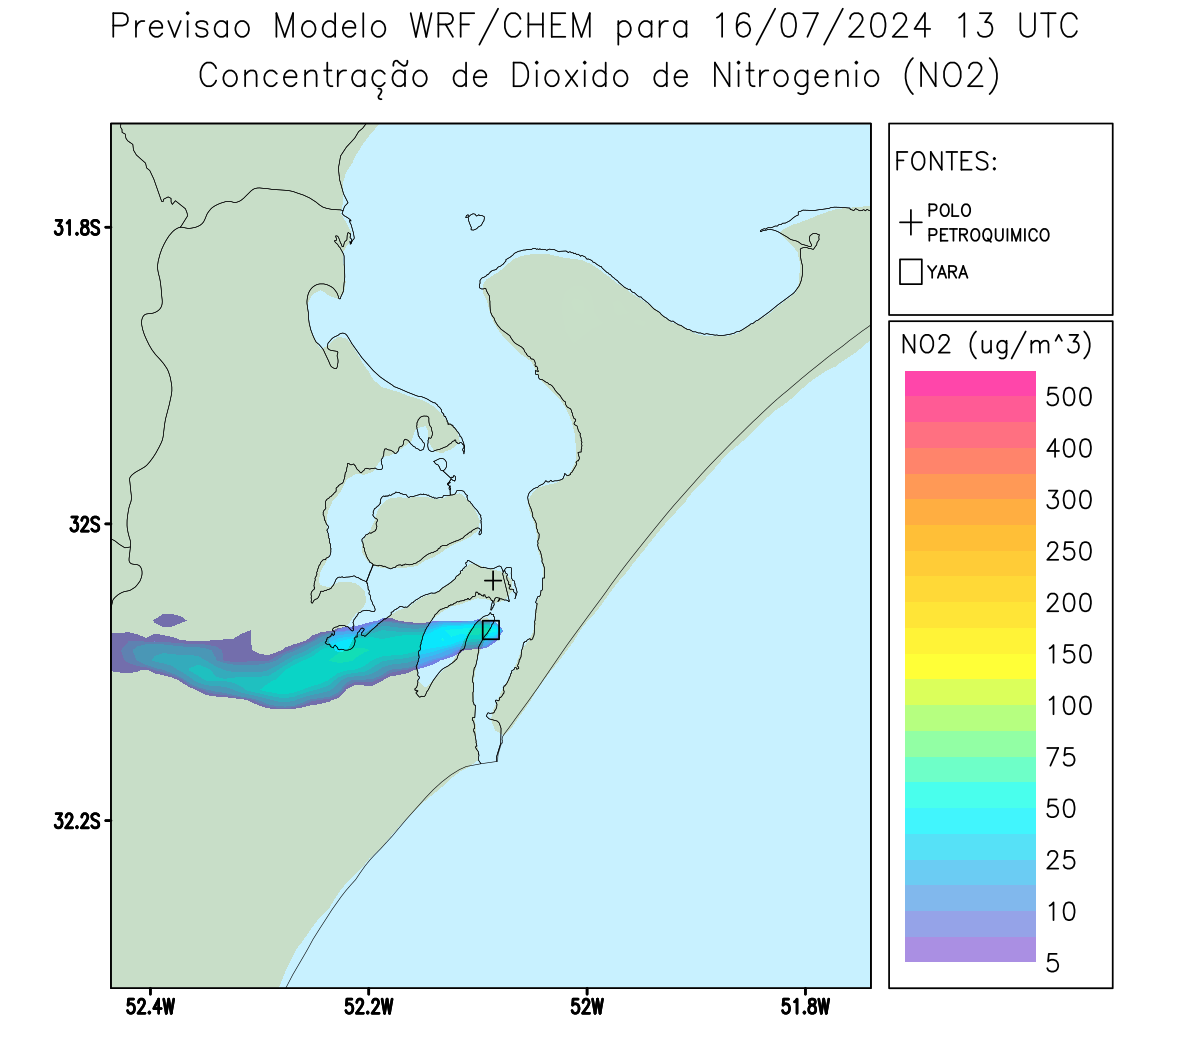 Previsao Modelo WRF/CHEM para 16/07/2024 13 UTC
Concentração de Dioxido de Nitrogenio (NO2)
FONTES:
POLO
PETROQUIMICO
YARA
31.8S
32S
32.2S
52.4W
52.2W
52W
51.8W
NO2 (ug/m^3)
500
400
300
250
200
150
100
75
50
25
10
5